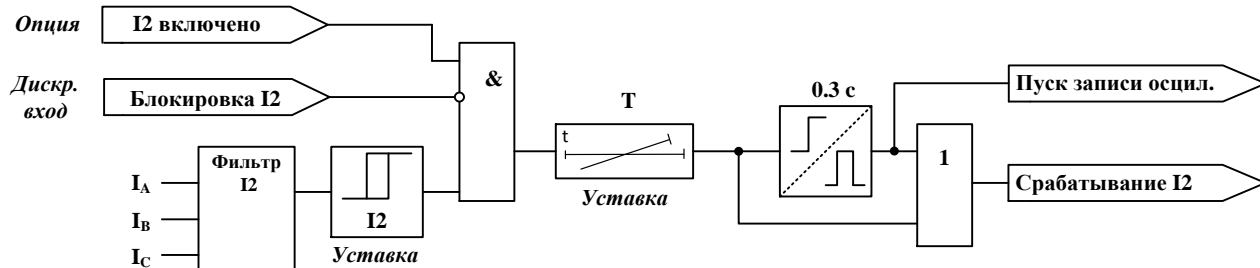 Опция
I2 включено
Дискр.
вход
Блокировка I2
&
Фильтр
I2
I2
Уставка
IA
IB
IC
T
t
Уставка
0.3 с
1
Пуск записи осцил.
Срабатывание I2